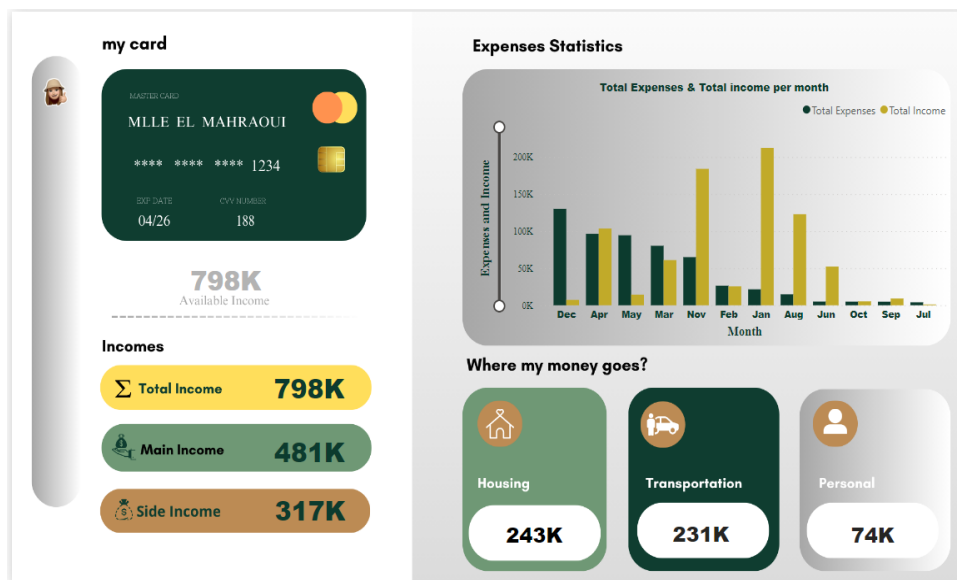 my card
MASTER CARD
MLLE EL MAHRAOUI
**** **** **** 1234
EXP DATE CVV NUMBER
04/26 188
798K
Available Income
Incomes
Σ Total Income 798K
Main Income 481K
Side Income 317K
Expenses Statistics
Total Expenses & Total income per month
Total Expenses Total Income
Expenses and Income
200K
150K
100K
50K
0K
Dec Apr May Mar Nov Feb Jan Aug Jun Oct Sep Jul
Month
Where my money goes?
Housing
243K
Transportation
231K
Personal
74K